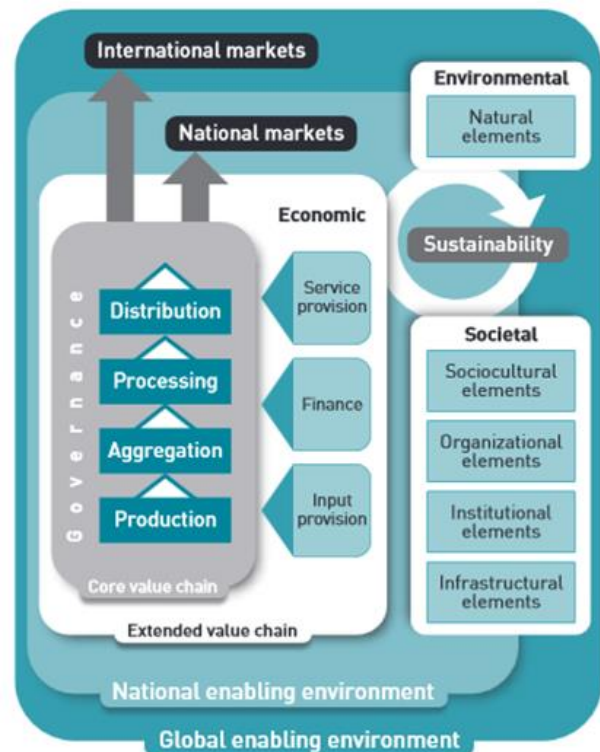 International markets
National markets
Environmental
Natural
elements
Sustainability
Economic
Governance
Distribution
Processing
Aggregation
Production
Core value chain
Service
provision
Finance
Input
provision
Extended value chain
Societal
Sociocultural
elements
Organizational
elements
Institutional
elements
Infrastructural
elements
National enabling environment
Global enabling environment